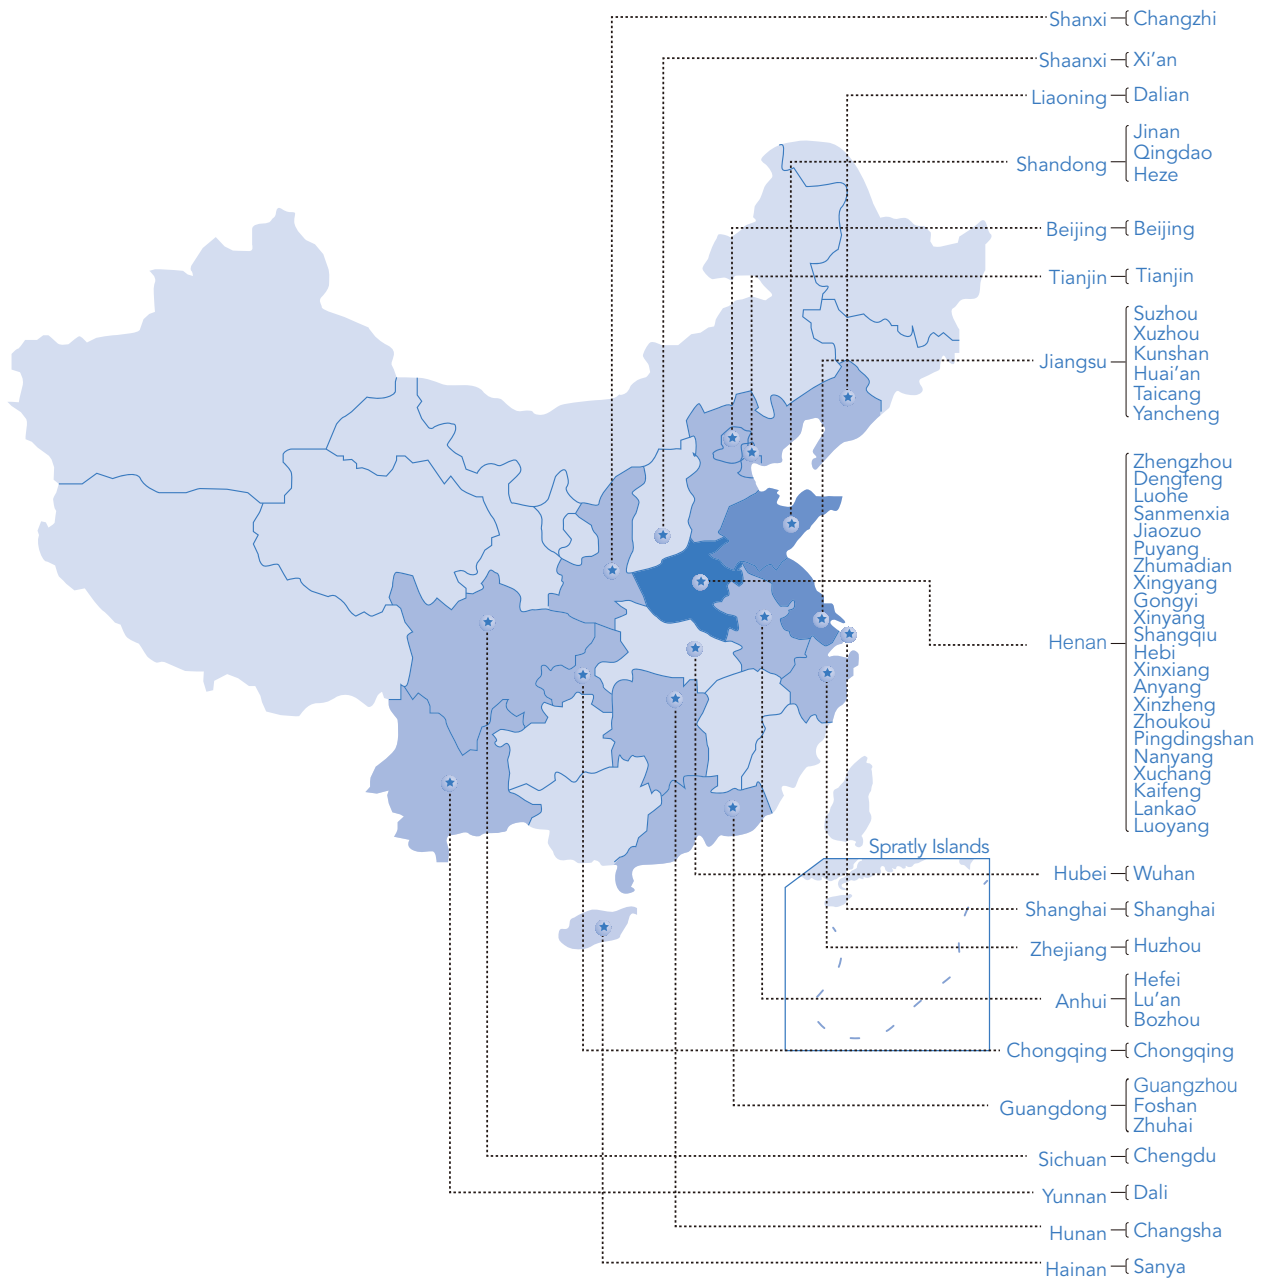 Shanxi Changzhi
Shaanxi Xi’an
Liaoning Dalian
Jinan
Shandong Qingdao
Heze
Beijing Beijing
Tianjin Tianjin
Suzhou
Xuzhou
Kunshan
Jiangsu
Huai’an
Taicang
Yancheng
Zhengzhou
Dengfeng
Luohe
Sanmenxia
Jiaozuo
Puyang
Zhumadian
Xingyang
Gongyi
Xinyang
Shangqiu
Henan
Hebi
Xinxiang
Anyang
Xinzheng
Zhoukou
Pingdingshan
Nanyang
Xuchang
Kaifeng
Lankao
Luoyang
Spratly Islands
Hubei Wuhan
Shanghai Shanghai
Zhejiang Huzhou
Hefei
Anhui Lu’an
Bozhou
Chongqing Chongqing
Guangzhou
Guangdong Foshan
Zhuhai
Sichuan Chengdu
Yunnan Dali
Hunan Changsha
Hainan Sanya